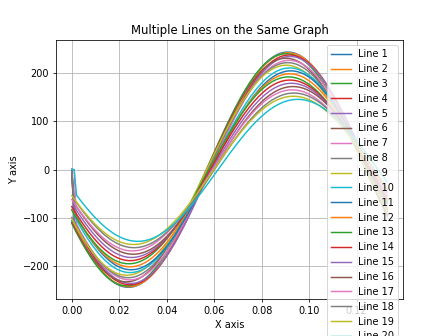 Multiple Lines on the Same Graph
Y axis
200
100
0
−100
−200
0.00
0.02
0.04
0.06
0.08
0.10
X axis
Line 1
Line 2
Line 3
Line 4
Line 5
Line 6
Line 7
Line 8
Line 9
Line 10
Line 11
Line 12
Line 13
Line 14
Line 15
Line 16
Line 17
Line 18
Line 19
Line 20